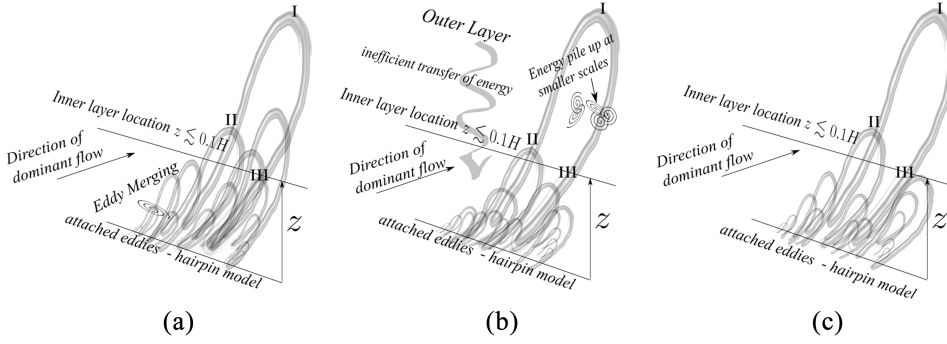 I
Inner layer location z ≲ 0.1H
II
Direction of
dominant flow
III
Eddy Merging
z
attached eddies - hairpin model
(a)
Outer Layer
I
inefficient transfer of energy
Energy pile up at
smaller scales
Inner layer location z ≲ 0.1H
II
Direction of
dominant flow
III
z
attached eddies - hairpin model
(b)
I
Inner layer location z ≲ 0.1H
II
Direction of
dominant flow
III
z
attached eddies - hairpin model
(c)